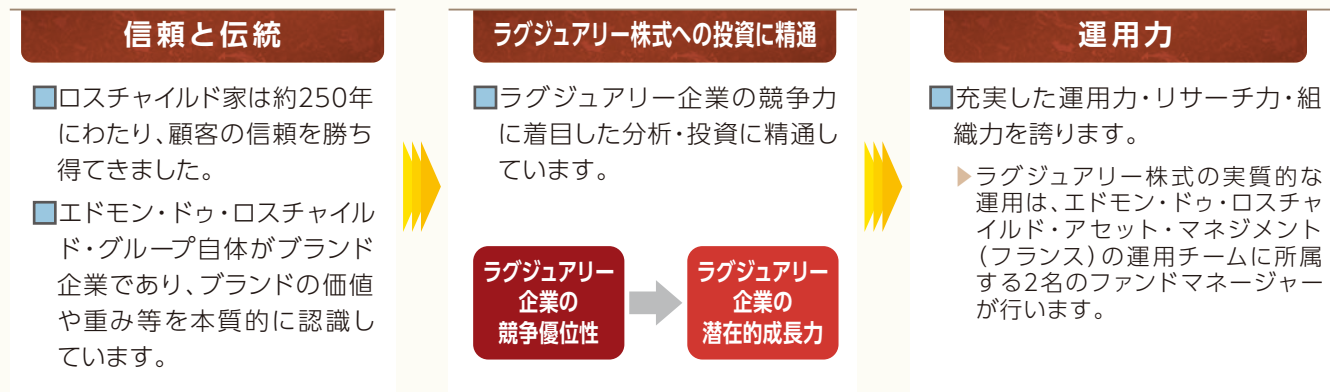 信頼と伝統
■ロスチャイルド家は約250年
にわたり、顧客の信頼を勝ち
得てきました。
■エドモン・ドゥ・ロスチャイル
ド・グループ自体がブランド
企業であり、ブランドの価値
や重み等を本質的に認識し
ています。
ラグジュアリー株式への投資に精通
■ラグジュアリー企業の競争力
に着目した分析・投資に精通し
ています。
ラグジュアリー
企業の
競争優位性
ラグジュアリー
企業の
潜在的成長力
運用力
■充実した運用力・リサーチ力・組
織力を誇ります。
▶ラグジュアリー株式の実質的な
運用は、エドモン・ドゥ・ロスチャ
イルド・アセット・マネジメント
(フランス)の運用チームに所属
する2名のファンドマネージャー
が行います。